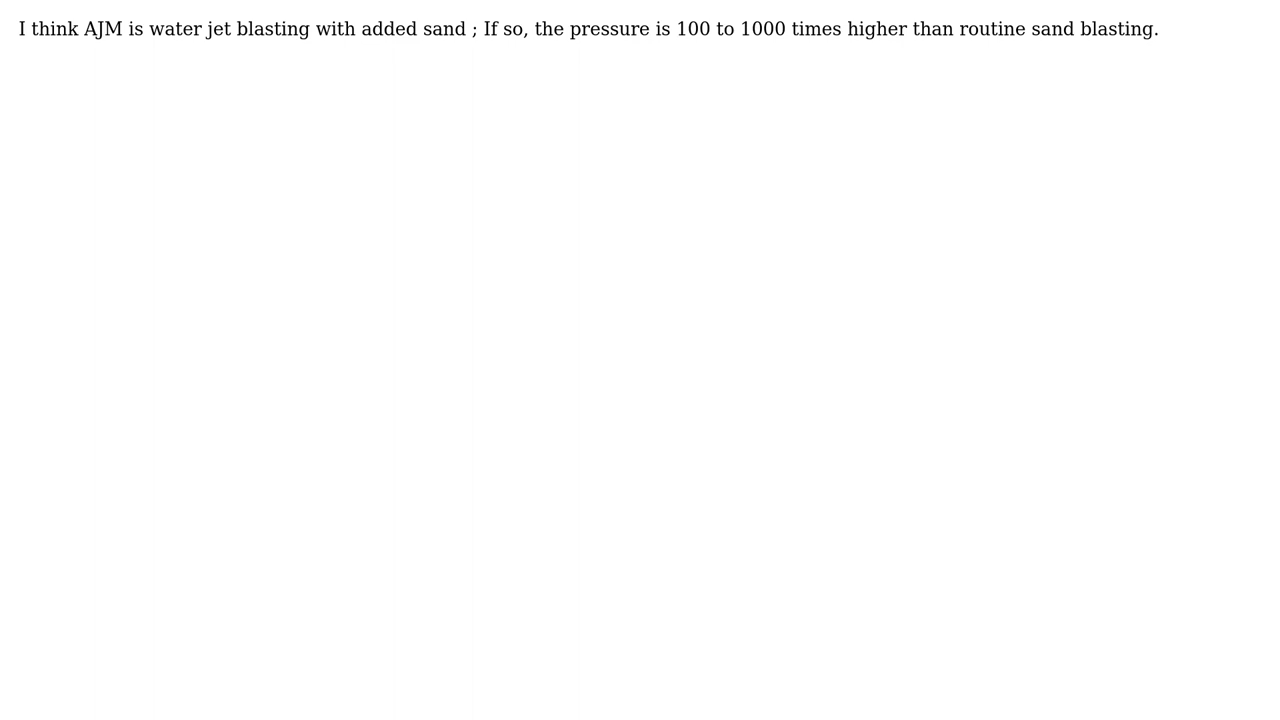 I think AJM is water jet blasting with added sand ; If so, the pressure is 100 to 1000 times higher than routine sand blasting.